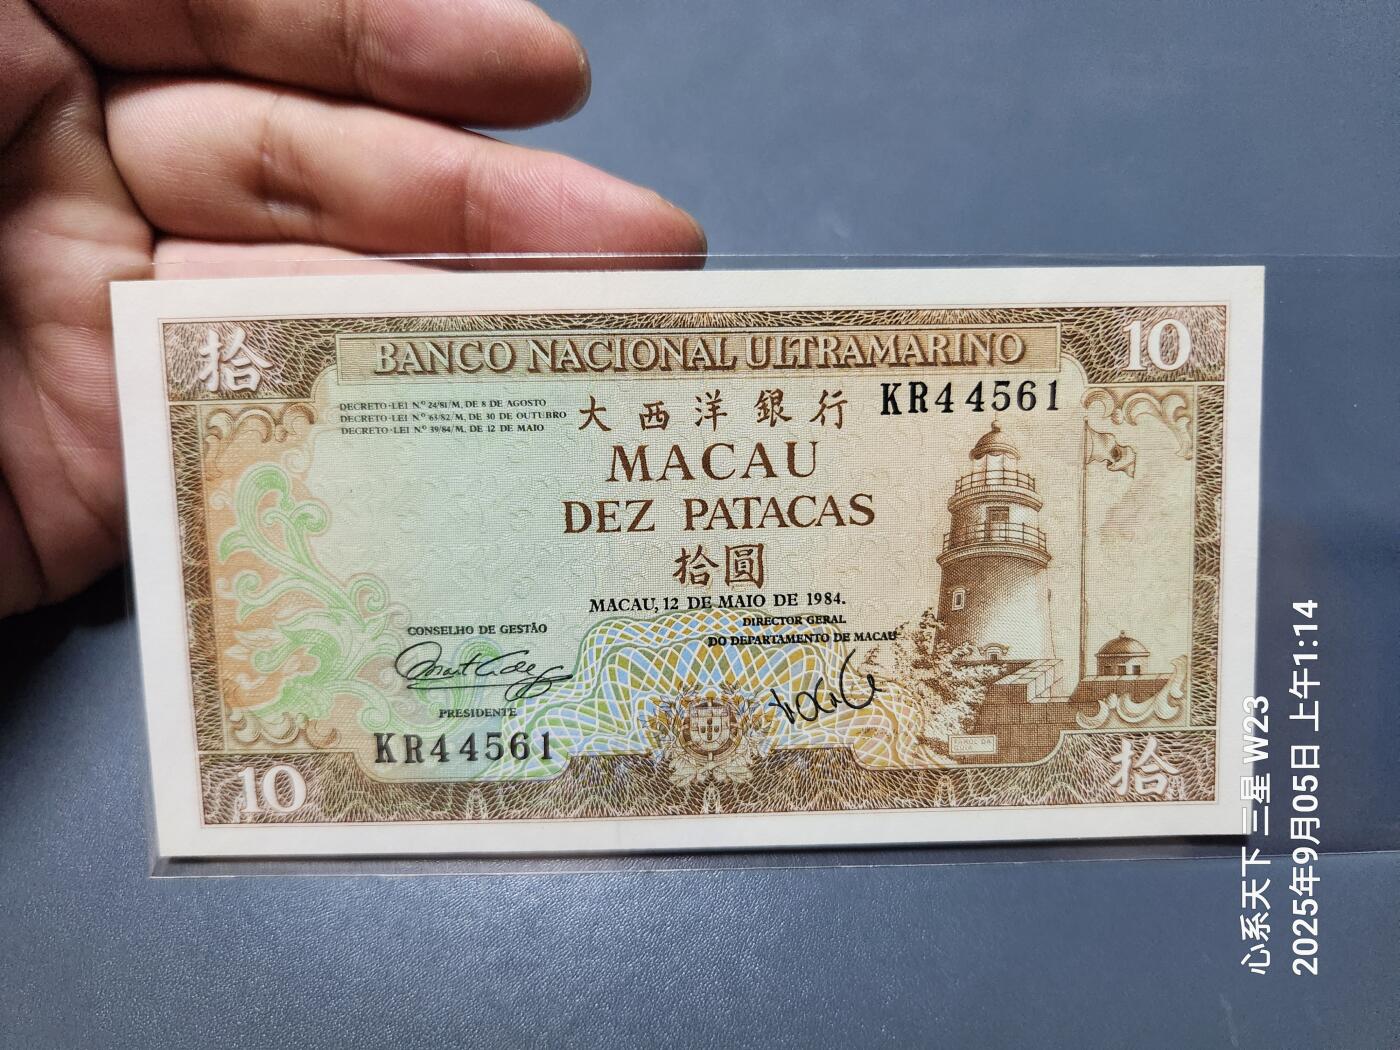 拾
BANCO NACIONAL ULTRAMARINO
10
DECRETO-LEI N.º 24/81/M, DE 8 DE AGOSTO
DECRETO-LEI N.º 63/82/M, DE 30 DE OUTUBRO
DECRETO-LEI N.º 39/84/M, DE 12 DE MAIO
大西洋銀行
KR44561
MACAU
DEZ PATACAS
拾圓
MACAU, 12 DE MAIO DE 1984.
CONSELHO DE GESTÃO
PRESIDENTE
DIRECTOR GERAL
DO DEPARTAMENTO DE MACAU
KR44561
10
拾
心系天下 三星 W23
2025年9月05日 上午1:14